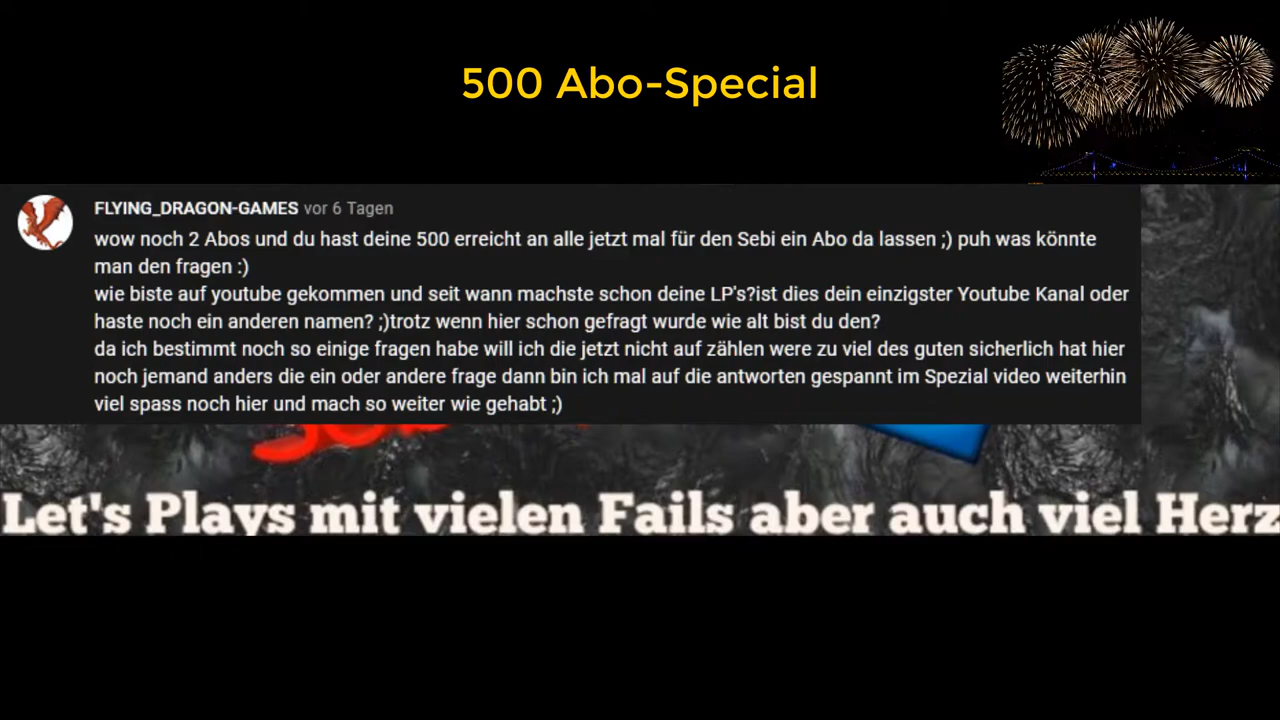 500 Abo-Special
FLYING_DRAGON-GAMES vor 6 Tagen
wow noch 2 Abos und du hast deine 500 erreicht an alle jetzt mal für den Sebi ein Abo da lassen ;) puh was könnte
man den fragen :)
wie biste auf youtube gekommen und seit wann machste schon deine LP's?ist dies dein einzigster Youtube Kanal oder
haste noch ein anderen namen? ;)trotz wenn hier schon gefragt wurde wie alt bist du den?
da ich bestimmt noch so einige fragen habe will ich die jetzt nicht auf zählen were zu viel des guten sicherlich hat hier
noch jemand anders die ein oder andere frage dann bin ich mal auf die antworten gespannt im Spezial video weiterhin
viel spass noch hier und mach so weiter wie gehabt ;)
Let's Plays mit vielen Fails aber auch viel Herz